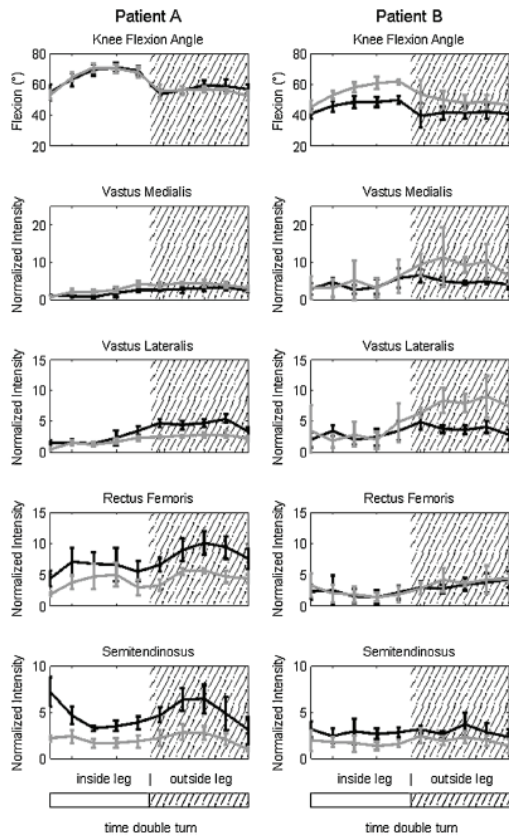 Patient A
Patient B
Knee Flexion Angle
Knee Flexion Angle
Flexion (°)
80
60
40
20
Flexion (°)
80
60
40
20
Vastus Medialis
Vastus Medialis
Normalized Intensity
20
10
0
Normalized Intensity
20
10
0
Vastus Lateralis
Vastus Lateralis
Normalized Intensity
15
10
5
0
Normalized Intensity
15
10
5
0
Rectus Femoris
Rectus Femoris
Normalized Intensity
15
10
5
0
Normalized Intensity
15
10
5
0
Semitendinosus
Semitendinosus
Normalized Intensity
10
5
0
Normalized Intensity
10
5
0
inside leg | outside leg
inside leg | outside leg
time double turn
time double turn